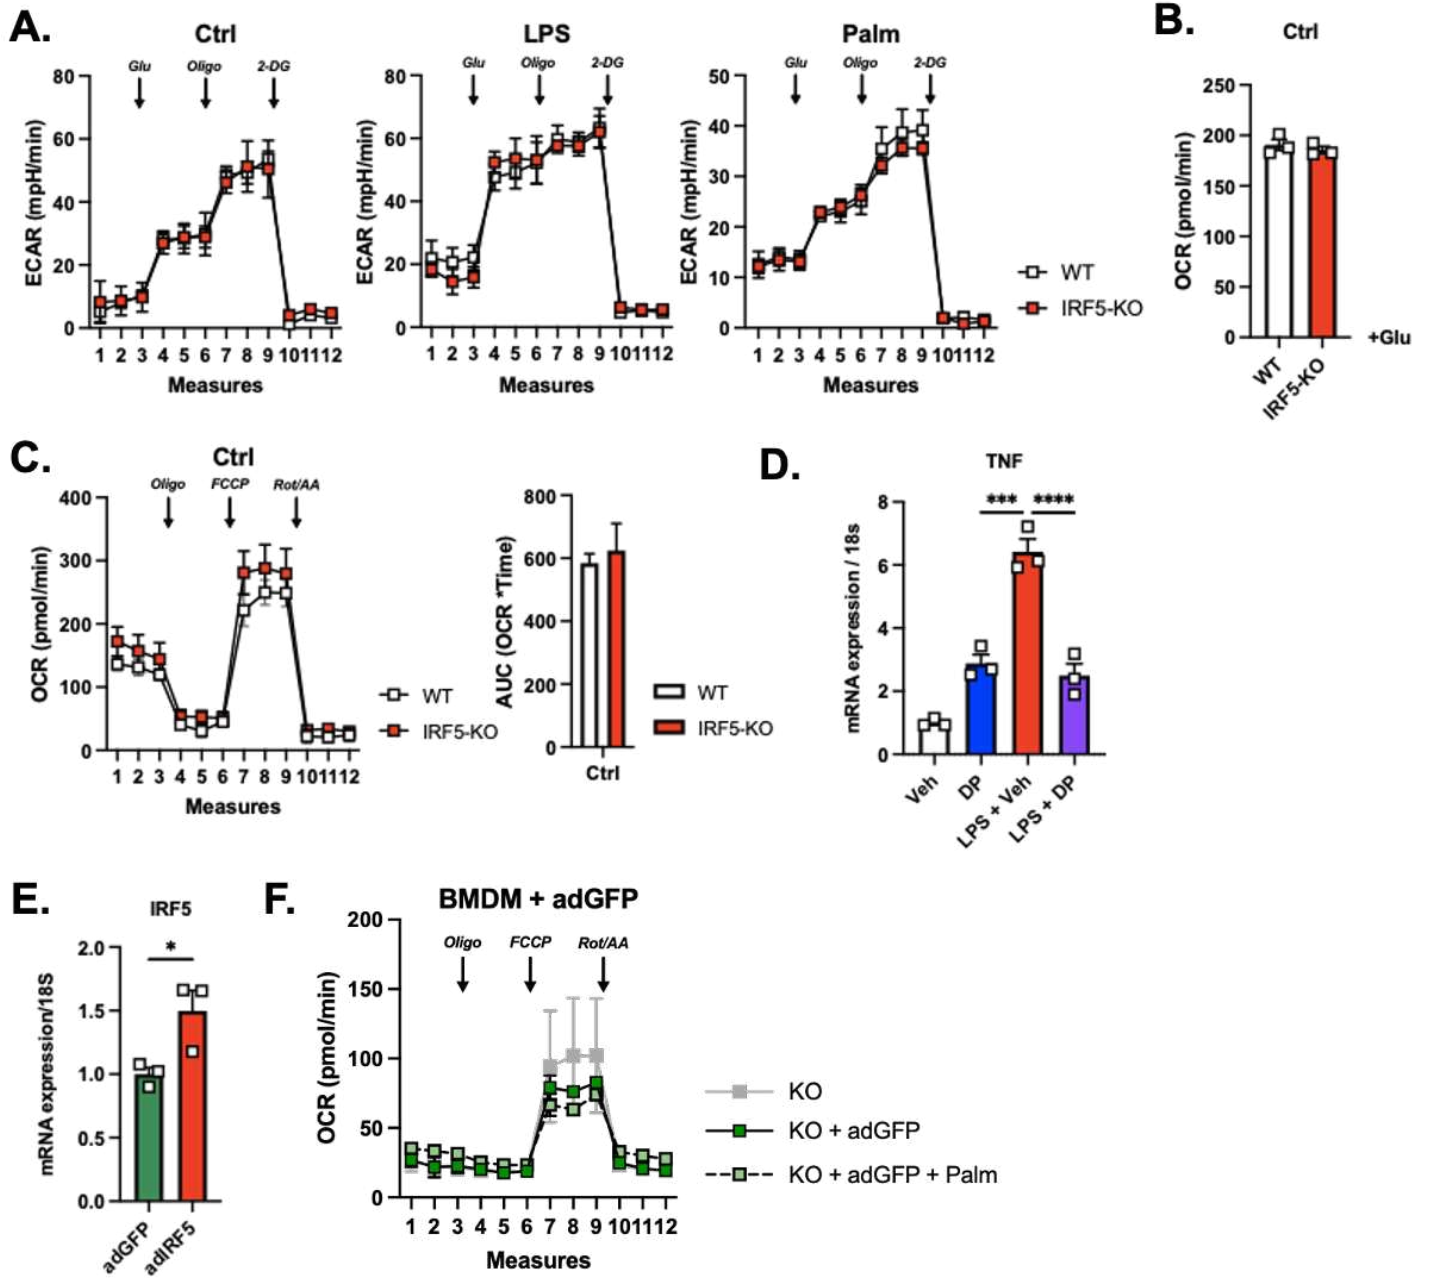 A.
Ctrl
Glu Oligo 2-DG
80
60
40
20
0
ECAR (mpH/min)
1 2 3 4 5 6 7 8 9 10 11 12
Measures
LPS
Glu Oligo 2-DG
80
60
40
20
0
ECAR (mpH/min)
1 2 3 4 5 6 7 8 9 10 11 12
Measures
Palm
Glu Oligo 2-DG
50
40
30
20
10
0
ECAR (mpH/min)
1 2 3 4 5 6 7 8 9 10 11 12
Measures
WT
IRF5-KO
B.
Ctrl
250
200
150
100
50
0
OCR (pmol/min)
WT
IRF5-KO
+Glu
C.
Ctrl
Oligo FCCP Rot/AA
400
300
200
100
0
OCR (pmol/min)
1 2 3 4 5 6 7 8 9 10 11 12
Measures
WT
IRF5-KO
800
600
400
200
0
AUC (OCR *Time)
Ctrl
WT
IRF5-KO
D.
TNF
*** ****
8
6
4
2
0
mRNA expression / 18s
Veh
DP
LPS + Veh
LPS + DP
E.
IRF5
*
2.0
1.5
1.0
0.5
0.0
mRNA expression/18S
adGFP
adIRF5
F.
BMDM + adGFP
Oligo FCCP Rot/AA
200
150
100
50
0
OCR (pmol/min)
1 2 3 4 5 6 7 8 9 10 11 12
Measures
KO
KO + adGFP
KO + adGFP + Palm